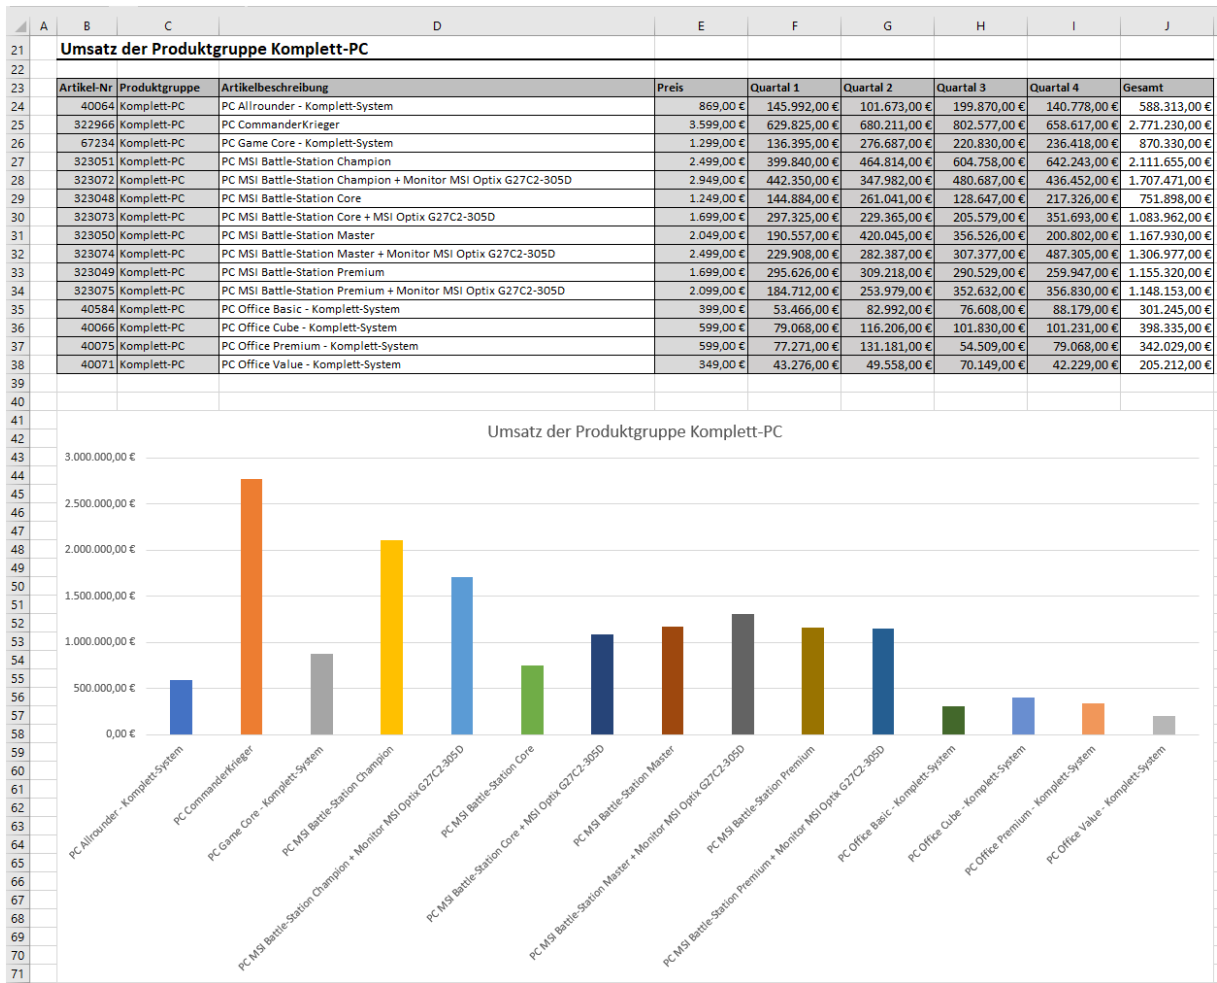 A B C D E F G H I J
21 Umsatz der Produktgruppe Komplett-PC
22
23 Artikel-Nr Produktgruppe Artikelbeschreibung Preis Quartal 1 Quartal 2 Quartal 3 Quartal 4 Gesamt
24 40064 Komplett-PC PC Allrounder - Komplett-System 869,00 € 145.992,00 € 101.673,00 € 199.870,00 € 140.778,00 € 588.313,00 €
25 322966 Komplett-PC PC CommanderKrieger 3.599,00 € 629.825,00 € 680.211,00 € 802.577,00 € 658.617,00 € 2.771.230,00 €
26 67234 Komplett-PC PC Game Core - Komplett-System 1.299,00 € 136.395,00 € 276.687,00 € 220.830,00 € 236.418,00 € 870.330,00 €
27 323051 Komplett-PC PC MSI Battle-Station Champion 2.499,00 € 399.840,00 € 464.814,00 € 604.758,00 € 642.243,00 € 2.111.655,00 €
28 323072 Komplett-PC PC MSI Battle-Station Champion + Monitor MSI Optix G27C2-305D 2.949,00 € 442.350,00 € 347.982,00 € 480.687,00 € 436.452,00 € 1.707.471,00 €
29 323048 Komplett-PC PC MSI Battle-Station Core 1.249,00 € 144.884,00 € 261.041,00 € 128.647,00 € 217.326,00 € 751.898,00 €
30 323073 Komplett-PC PC MSI Battle-Station Core + MSI Optix G27C2-305D 1.699,00 € 297.325,00 € 229.365,00 € 205.579,00 € 351.693,00 € 1.083.962,00 €
31 323050 Komplett-PC PC MSI Battle-Station Master 2.049,00 € 190.557,00 € 420.045,00 € 356.526,00 € 200.802,00 € 1.167.930,00 €
32 323074 Komplett-PC PC MSI Battle-Station Master + Monitor MSI Optix G27C2-305D 2.499,00 € 229.908,00 € 282.387,00 € 307.377,00 € 487.305,00 € 1.306.977,00 €
33 323049 Komplett-PC PC MSI Battle-Station Premium 1.699,00 € 295.626,00 € 309.218,00 € 290.529,00 € 259.947,00 € 1.155.320,00 €
34 323075 Komplett-PC PC MSI Battle-Station Premium + Monitor MSI Optix G27C2-305D 2.099,00 € 184.712,00 € 253.979,00 € 352.632,00 € 356.830,00 € 1.148.153,00 €
35 40584 Komplett-PC PC Office Basic - Komplett-System 399,00 € 53.466,00 € 82.992,00 € 76.608,00 € 88.179,00 € 301.245,00 €
36 40066 Komplett-PC PC Office Cube - Komplett-System 599,00 € 79.068,00 € 116.206,00 € 101.830,00 € 101.231,00 € 398.335,00 €
37 40075 Komplett-PC PC Office Premium - Komplett-System 599,00 € 77.271,00 € 131.181,00 € 54.509,00 € 79.068,00 € 342.029,00 €
38 40071 Komplett-PC PC Office Value - Komplett-System 349,00 € 43.276,00 € 49.558,00 € 70.149,00 € 42.229,00 € 205.212,00 €
39
40
41
42 Umsatz der Produktgruppe Komplett-PC
43 3.000.000,00 €
44
45
46 2.500.000,00 €
47
48 2.000.000,00 €
49
50
51 1.500.000,00 €
52
53 1.000.000,00 €
54
55
56 500.000,00 €
57
58 0,00 €
59
60
61
62
63
64
65
66
67
68
69
70
71
PC Allrounder - Komplett-System
PC CommanderKrieger
PC Game Core - Komplett-System
PC MSI Battle-Station Champion
PC MSI Battle-Station Champion + Monitor MSI Optix G27C2-305D
PC MSI Battle-Station Core
PC MSI Battle-Station Core + MSI Optix G27C2-305D
PC MSI Battle-Station Master
PC MSI Battle-Station Master + Monitor MSI Optix G27C2-305D
PC MSI Battle-Station Premium
PC MSI Battle-Station Premium + Monitor MSI Optix G27C2-305D
PC Office Basic - Komplett-System
PC Office Cube - Komplett-System
PC Office Premium - Komplett-System
PC Office Value - Komplett-System